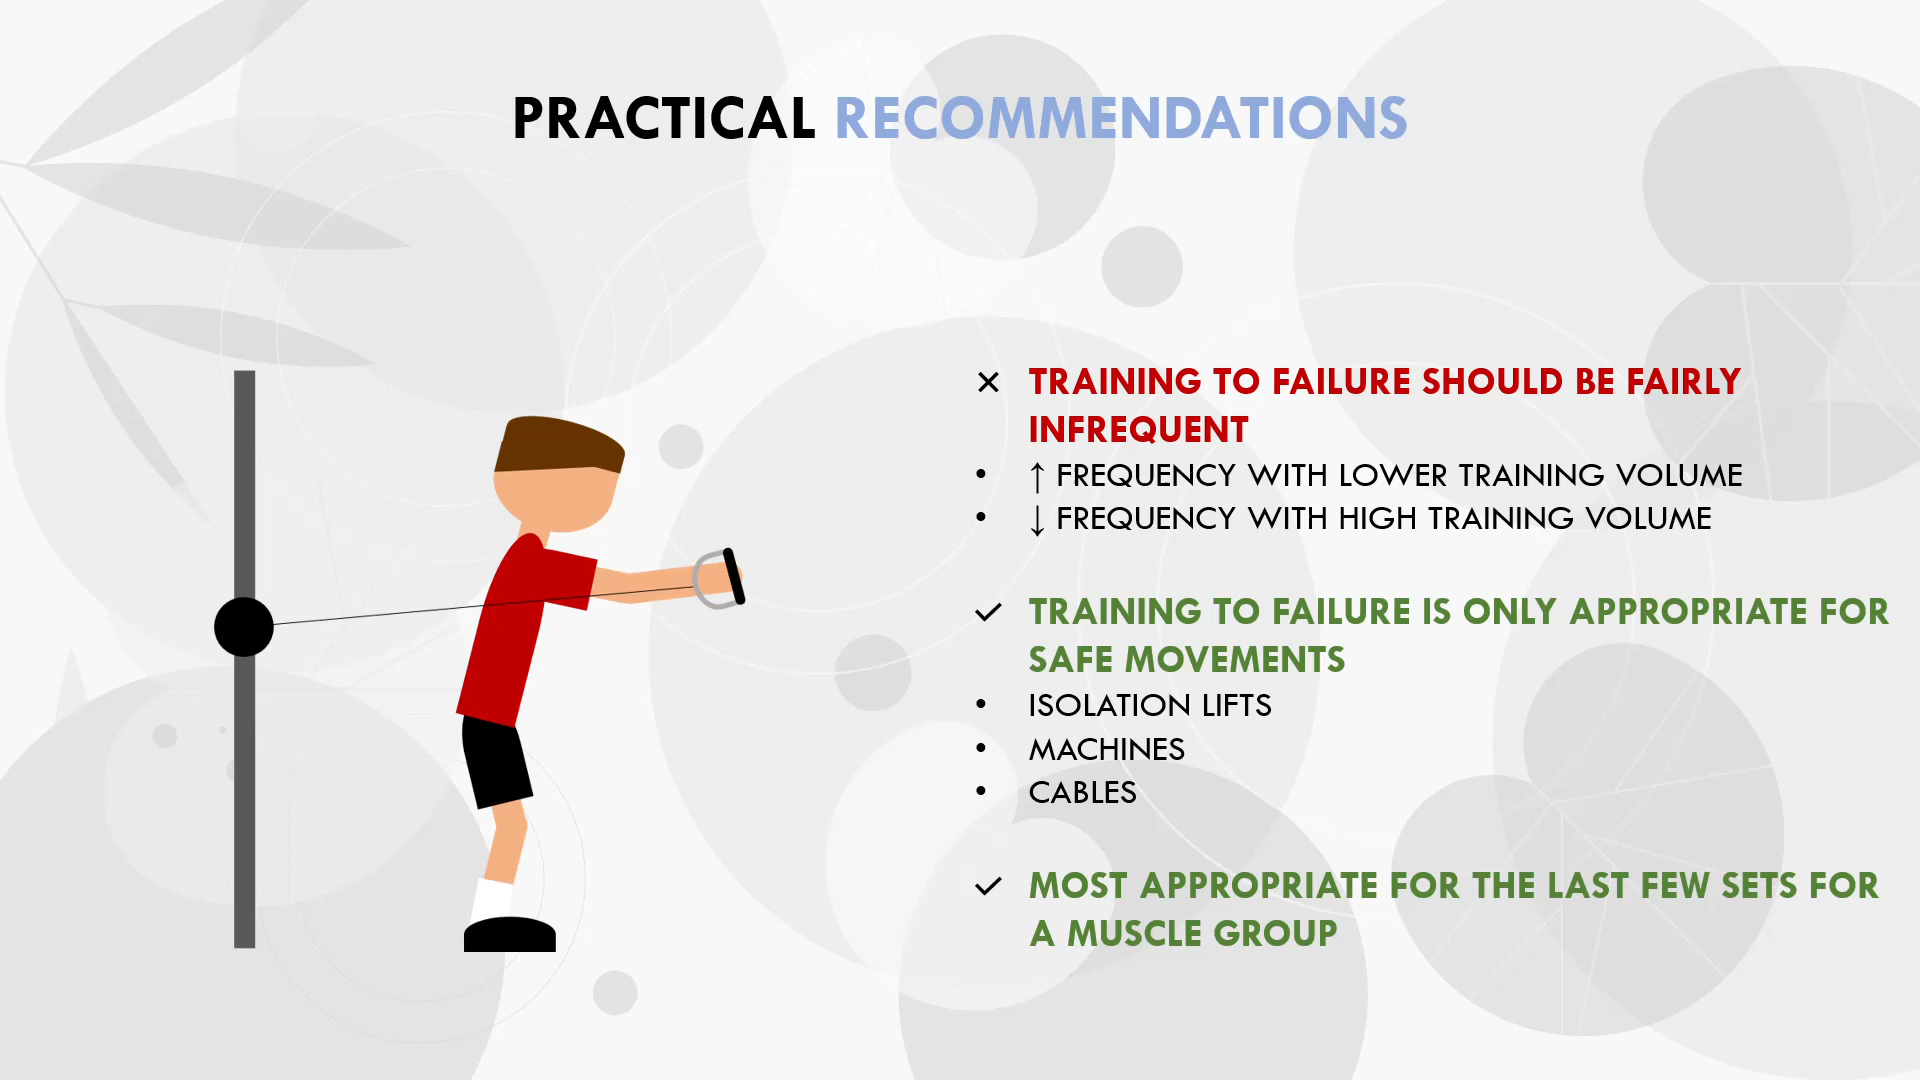 PRACTICAL RECOMMENDATIONS
✕ TRAINING TO FAILURE SHOULD BE FAIRLY
INFREQUENT
• ↑ FREQUENCY WITH LOWER TRAINING VOLUME
• ↓ FREQUENCY WITH HIGH TRAINING VOLUME
✓ TRAINING TO FAILURE IS ONLY APPROPRIATE FOR
SAFE MOVEMENTS
• ISOLATION LIFTS
• MACHINES
• CABLES
✓ MOST APPROPRIATE FOR THE LAST FEW SETS FOR
A MUSCLE GROUP